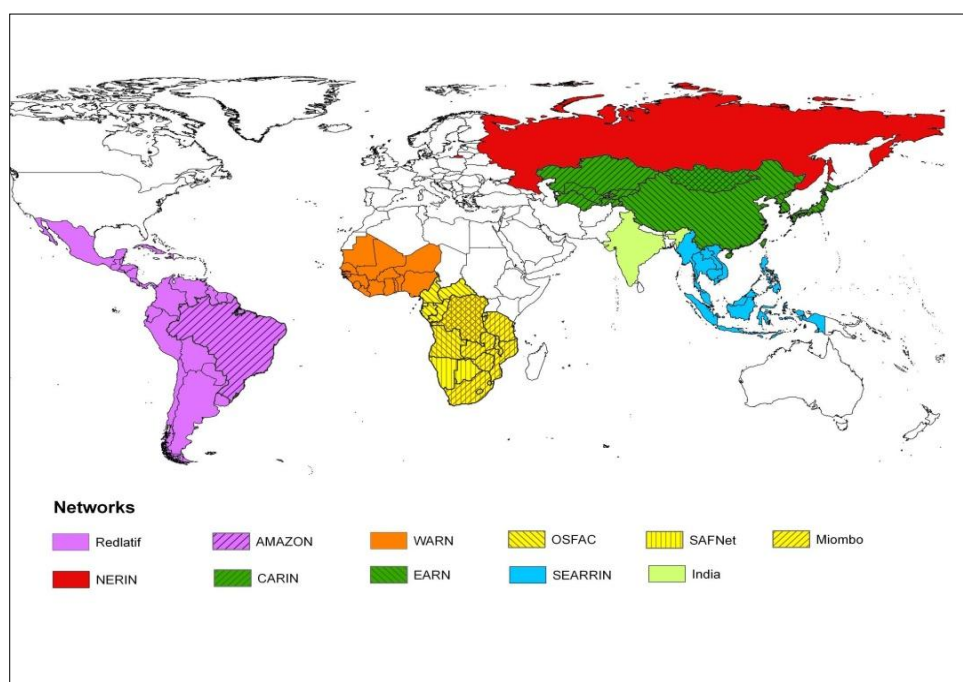 Networks
Redlatif AMAZON WARN OSFAC SAFNet Miombo
NERIN CARIN EARN SEARRIN India